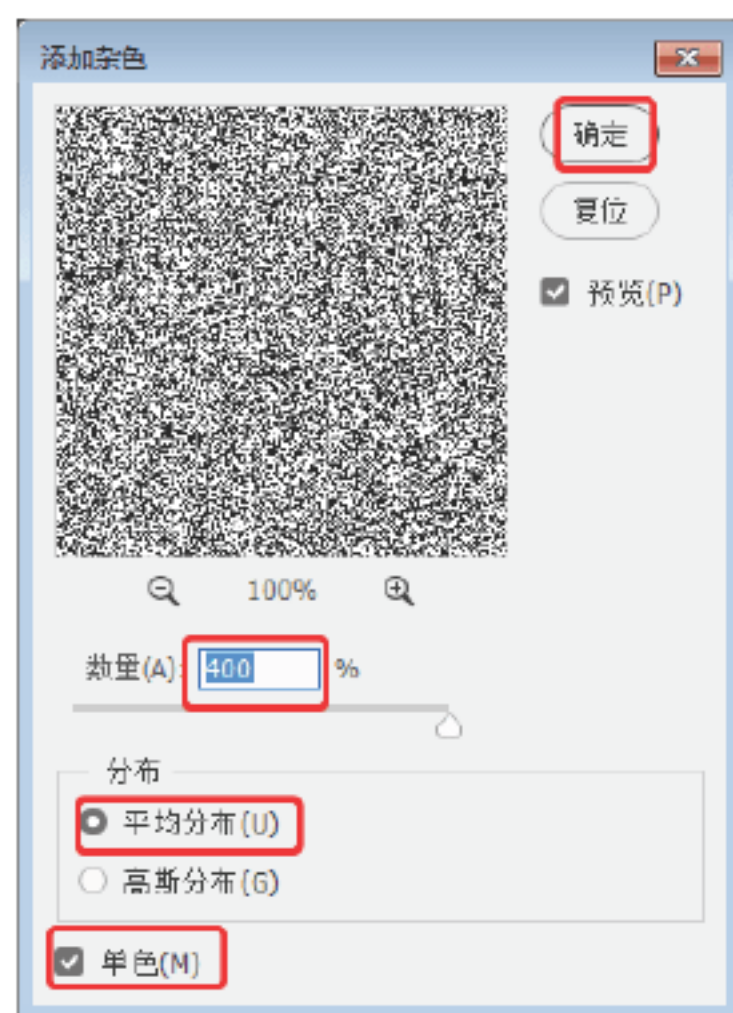 添加杂色
确定
复位
预览(P)
100%
数量(A): 400 %
分布
平均分布(U)
高斯分布(G)
单色(M)